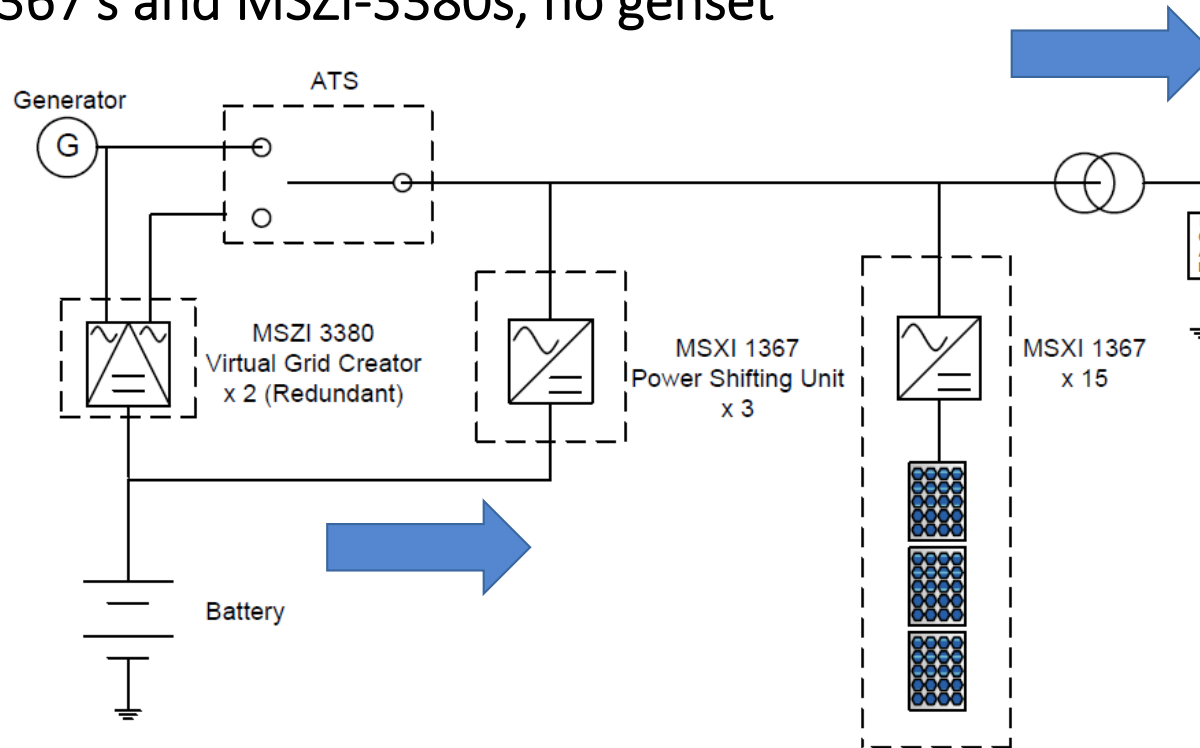 367's and MSZI-3380s, no genset
ATS
Generator
G
MSZI 3380
Virtual Grid Creator
x 2 (Redundant)
MSXI 1367
Power Shifting Unit
x 3
MSXI 1367
x 15
Battery